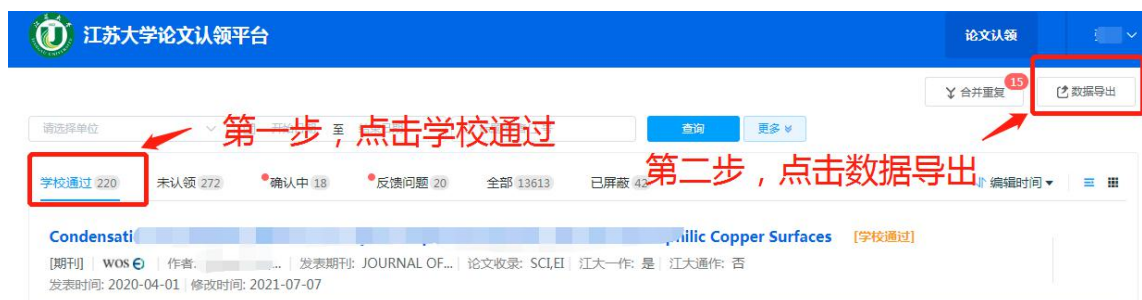 江苏大学论文认领平台
论文认领
合并重复 15
数据导出
请选择单位 至 查询 更多
第一步，点击学校通过
第二步，点击数据导出
学校通过 220 未认领 272 确认中 18 反馈问题 20 全部 13613 已屏蔽 42 编辑时间
Condensati philic Copper Surfaces [学校通过]
[期刊] WOS 作者: ... 发表期刊: JOURNAL OF... 论文收录: SCI,EI 江大一作: 是 江大通作: 否
发表时间: 2020-04-01 修改时间: 2021-07-07